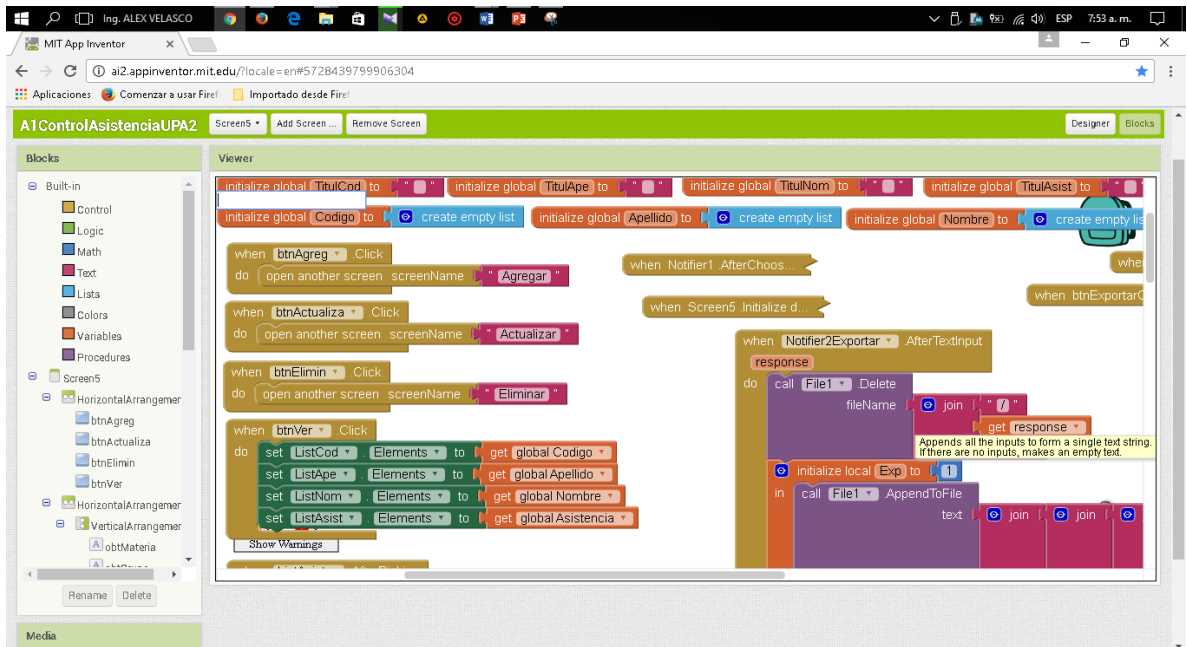 Ing. ALEX VELASCO
ESP 7:53 a. m.
MIT App Inventor
ai2.appinventor.mit.edu/?locale=en#5728439799906304
Aplicaciones Comenzar a usar Firef Importado desde Firef
A1ControlAsistenciaUPA2 Screen5 Add Screen ... Remove Screen Designer Blocks
Blocks Viewer
Built-in
Control
Logic
Math
Text
Lists
Colors
Variables
Procedures
Screen5
HorizontalArrangemer
btnAgreg
btnActualiza
btnElimin
btnVer
HorizontalArrangemer
VerticalArrangemer
obtMateria
Rename Delete
Media
initialize global TitulCod to " " initialize global TitulApe to " " initialize global TitulNom to " " initialize global TitulAsist to "
initialize global Codigo to create empty list initialize global Apellido to create empty list initialize global Nombre to create empty lis
when btnAgreg .Click
do open another screen screenName " Agregar "
when btnActualiza .Click
do open another screen screenName " Actualizar "
when btnElimin .Click
do open another screen screenName " Eliminar "
when btnVer .Click
do set ListCod . Elements to get global Codigo
set ListApe . Elements to get global Apellido
set ListNom . Elements to get global Nombre
set ListAsist . Elements to get global Asistencia
Show Warnings
when Notifier1 .AfterChoos...
whe
when Screen5 .Initialize d...
when btnExportarC
when Notifier2Exportar .AfterTextInput
response
do call File1 .Delete
fileName join " / "
get response
Appends all the inputs to form a single text string.
If there are no inputs, makes an empty text.
initialize local Exp to 1
in call File1 .AppendToFile
text join join